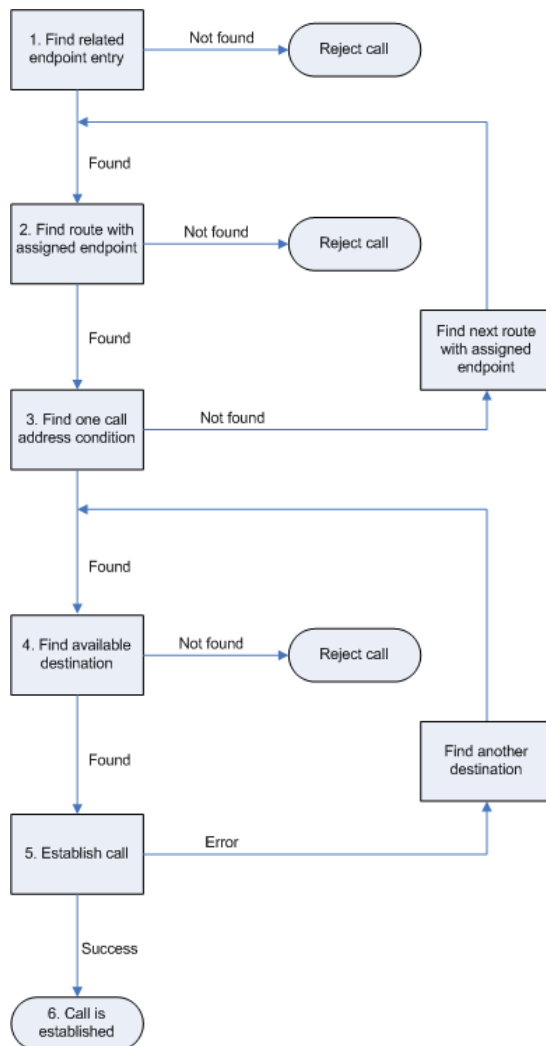 1. Find related
endpoint entry
Not found
Reject call
Found
2. Find route with
assigned endpoint
Not found
Reject call
Found
Find next route
with assigned
endpoint
3. Find one call
address condition
Not found
Found
4. Find available
destination
Not found
Reject call
Found
Find another
destination
5. Establish call
Error
Success
6. Call is
established